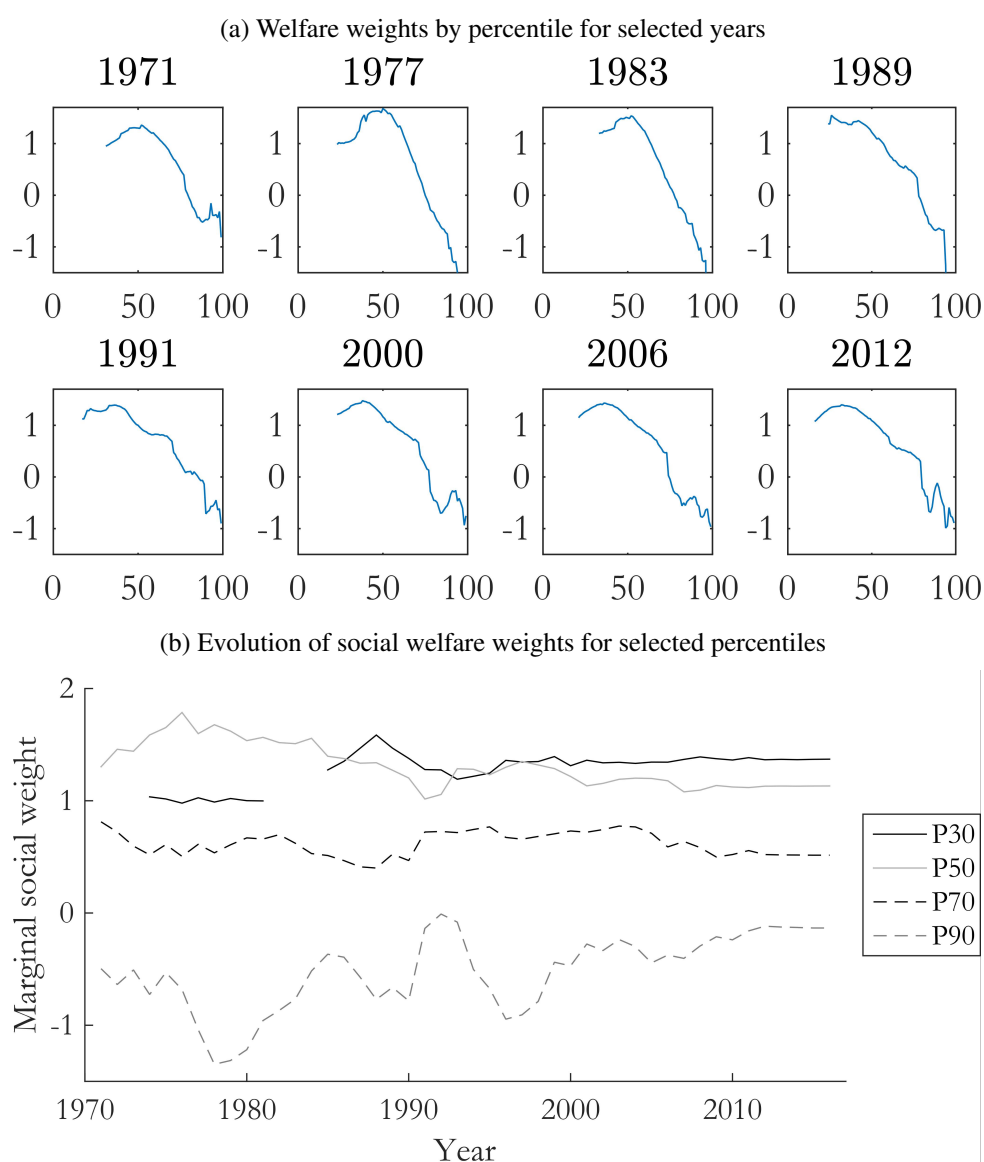 (a) Welfare weights by percentile for selected years
1971 1977 1983 1989
1 1 1 1
0 0 0 0
-1 -1 -1 -1
0 50 100 0 50 100 0 50 100 0 50 100
1991 2000 2006 2012
1 1 1 1
0 0 0 0
-1 -1 -1 -1
0 50 100 0 50 100 0 50 100 0 50 100
(b) Evolution of social welfare weights for selected percentiles
Marginal social weight
2
1
0
-1
P30
P50
P70
P90
1970 1980 1990 2000 2010
Year